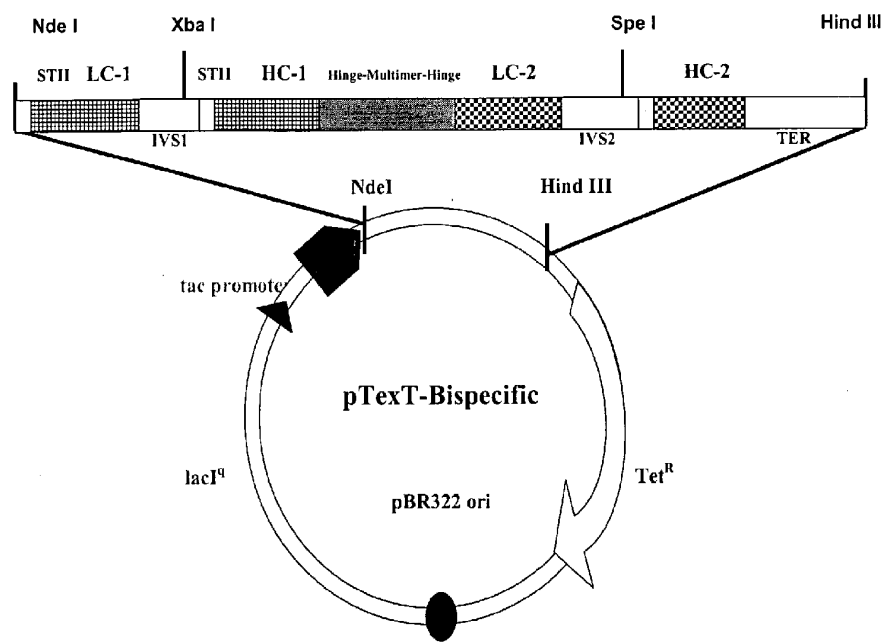 Nde I Xba I Spe I Hind III
STII LC-1 STII HC-1 Hinge-Multimer-Hinge LC-2 HC-2
IVS1 IVS2 TER
NdeI Hind III
tac promote
pTexT-Bispecific
lacI^q Tet^R
pBR322 ori